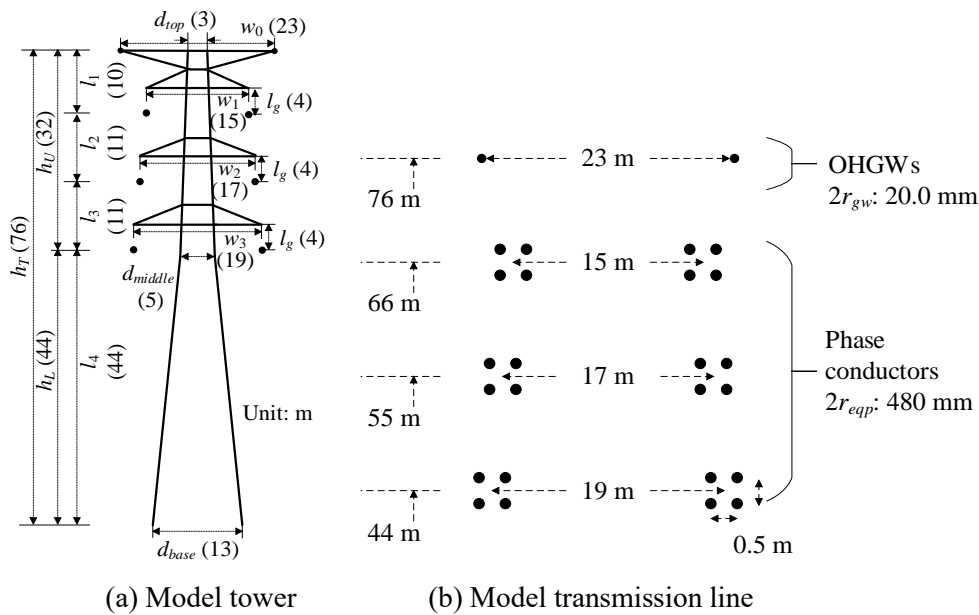 d_top (3)
w_0 (23)
l_1 (10)
w_1 (15)
l_g (4)
h_U (32)
l_2 (11)
w_2 (17)
l_g (4)
l_3 (11)
w_3 (19)
l_g (4)
h_T (76)
d_middle (5)
h_L (44)
l_4 (44)
Unit: m
d_base (13)
(a) Model tower
23 m
76 m
OHGWs
2r_gw: 20.0 mm
15 m
66 m
17 m
55 m
Phase
conductors
2r_eqp: 480 mm
19 m
44 m
0.5 m
(b) Model transmission line